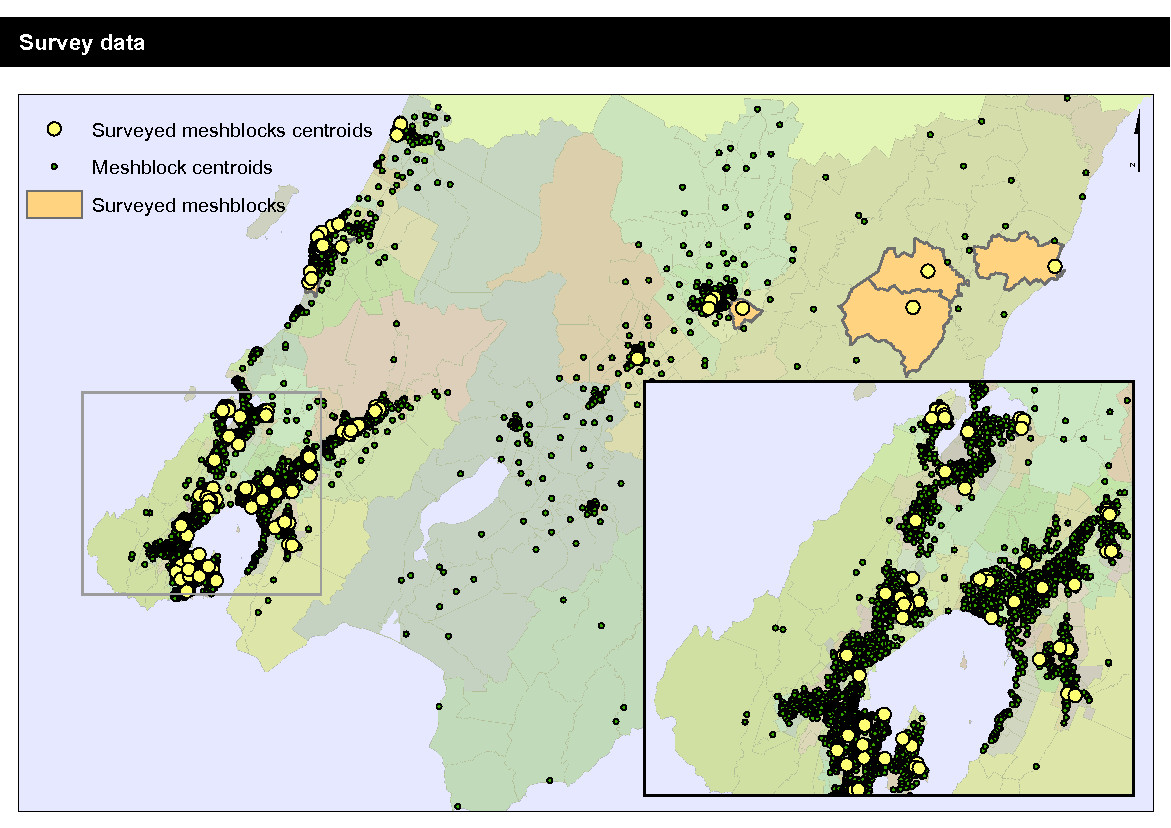 Survey data
Surveyed meshblocks centroids
Meshblock centroids
Surveyed meshblocks
z